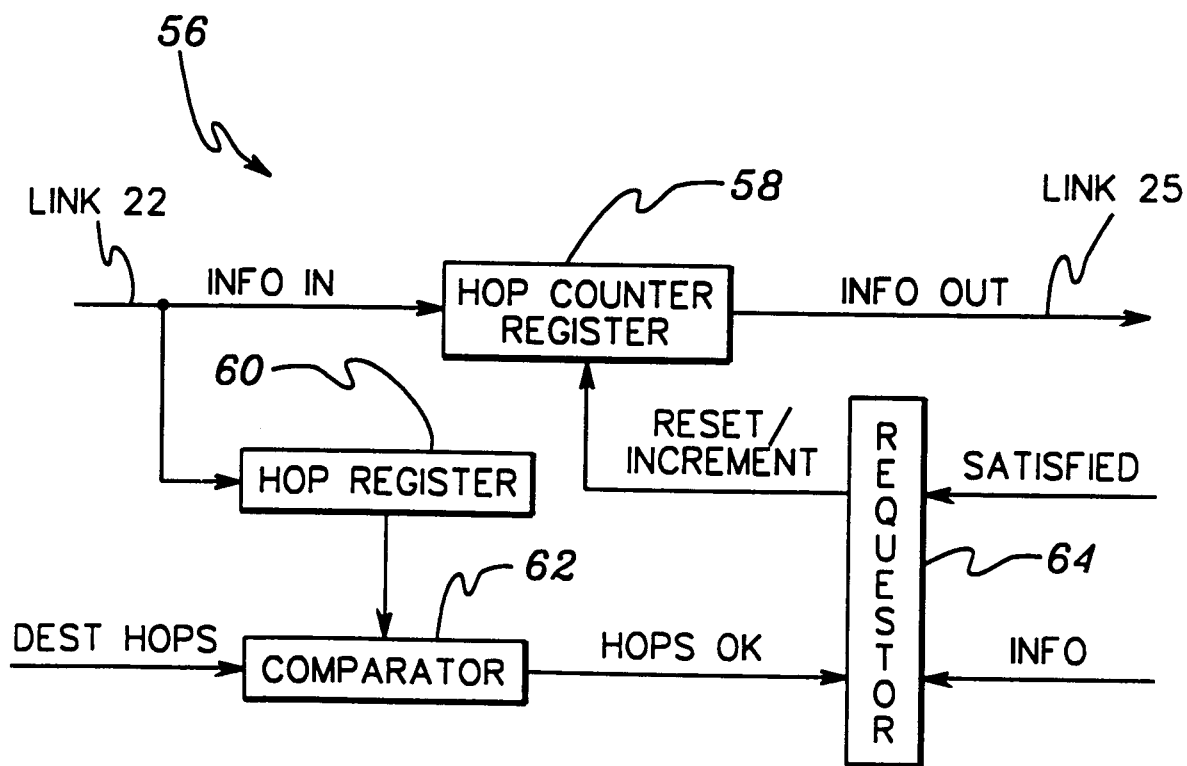 56
58
LINK 22
LINK 25
INFO IN
HOP COUNTER
REGISTER
INFO OUT
60
RESET/
INCREMENT
HOP REGISTER
REQUESTOR
SATISFIED
62
64
DEST HOPS
COMPARATOR
HOPS OK
INFO